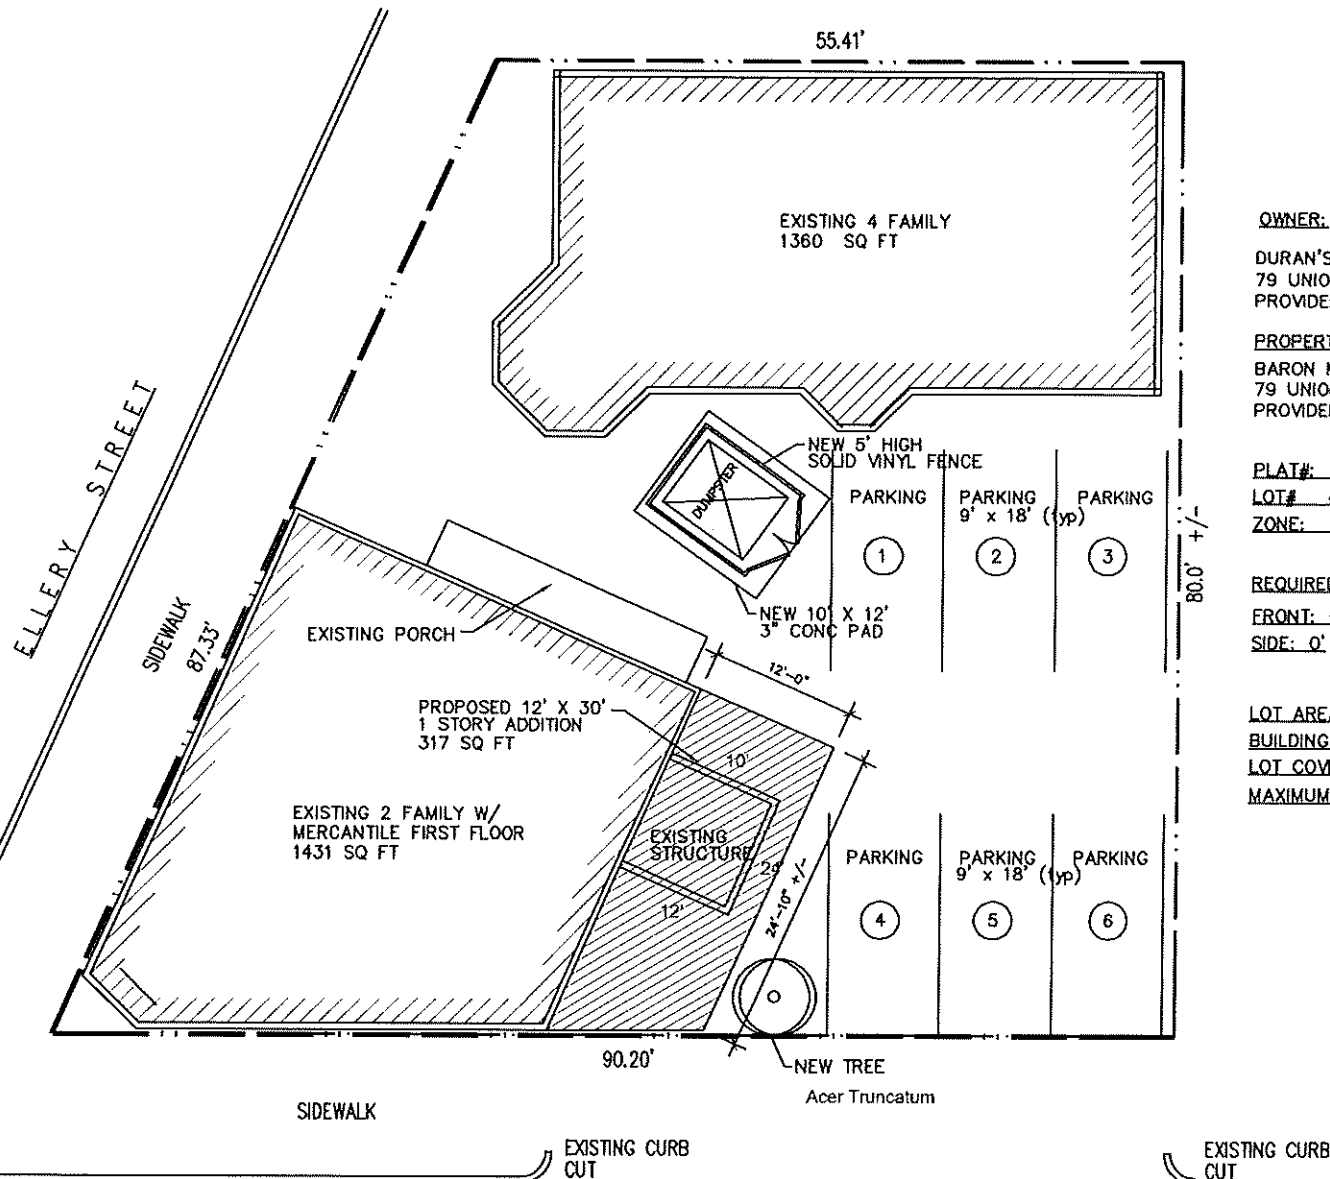 55.41'
EXISTING 4 FAMILY
1360 SQ FT
OWNER:
DURAN'S
79 UNIO
PROVIDE
PROPERT
BARON
79 UNIO
PROVIDE
PLAT#:
LOT#
ZONE:
REQUIRE
FRONT:
SIDE: 0'
LOT AREA
BUILDING
LOT COV
MAXIMUM
ELLERY STREET
SIDEWALK
87.33'
NEW 5' HIGH
SOLID VINYL FENCE
DUMPSTER
PARKING
PARKING
9' x 18' (typ)
PARKING
1
2
3
80.0' +/-
NEW 10' X 12'
3" CONC PAD
EXISTING PORCH
12'-0"
PROPOSED 12' X 30'
1 STORY ADDITION
317 SQ FT
10'
EXISTING 2 FAMILY W/
MERCANTILE FIRST FLOOR
1431 SQ FT
EXISTING
STRUCTURE
24'
12'
24'-10" +/-
PARKING
PARKING
9' x 18' (typ)
PARKING
4
5
6
90.20'
NEW TREE
Acer Truncatum
SIDEWALK
EXISTING CURB
CUT
EXISTING CURB
CUT